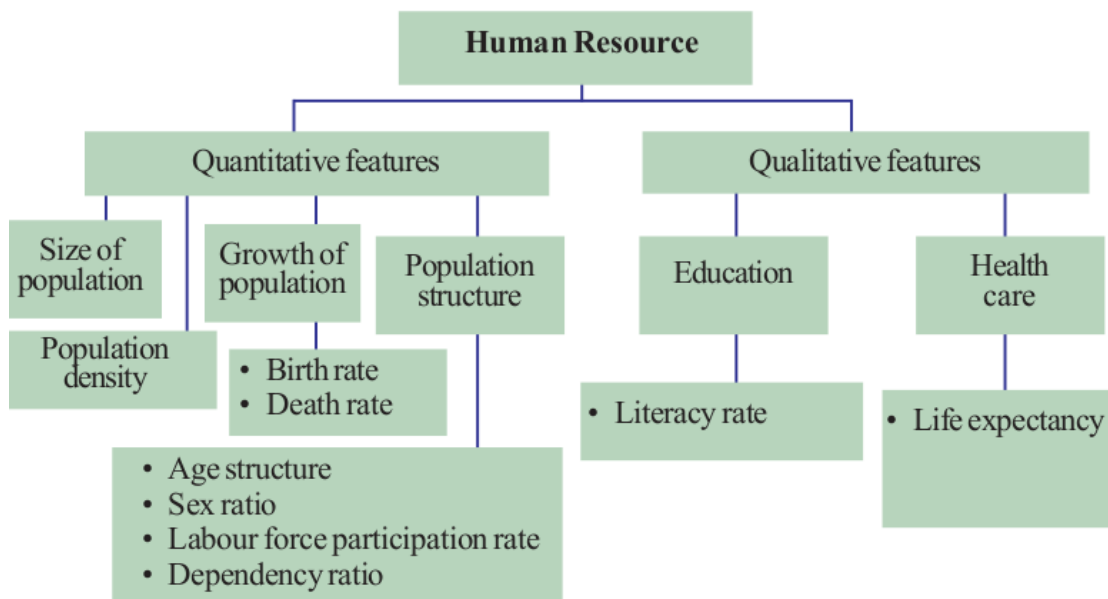 Human Resource
Quantitative features
Qualitative features
Size of
population
Population
density
Growth of
population
• Birth rate
• Death rate
Population
structure
• Age structure
• Sex ratio
• Labour force participation rate
• Dependency ratio
Education
• Literacy rate
Health
care
• Life expectancy